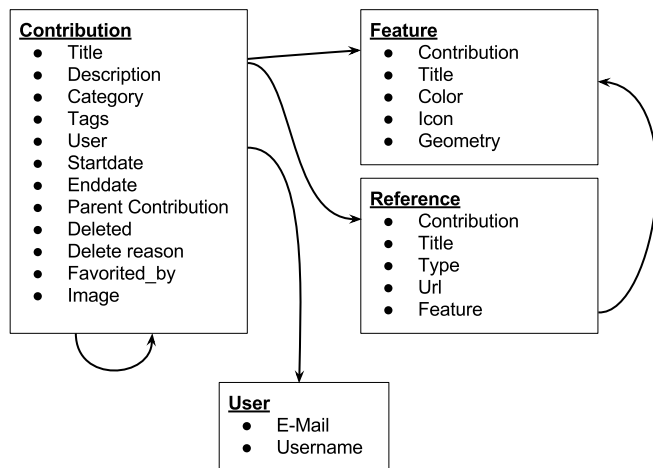 Contribution
● Title
● Description
● Category
● Tags
● User
● Startdate
● Enddate
● Parent Contribution
● Deleted
● Delete reason
● Favorited_by
● Image
Feature
● Contribution
● Title
● Color
● Icon
● Geometry
Reference
● Contribution
● Title
● Type
● Url
● Feature
User
● E-Mail
● Username